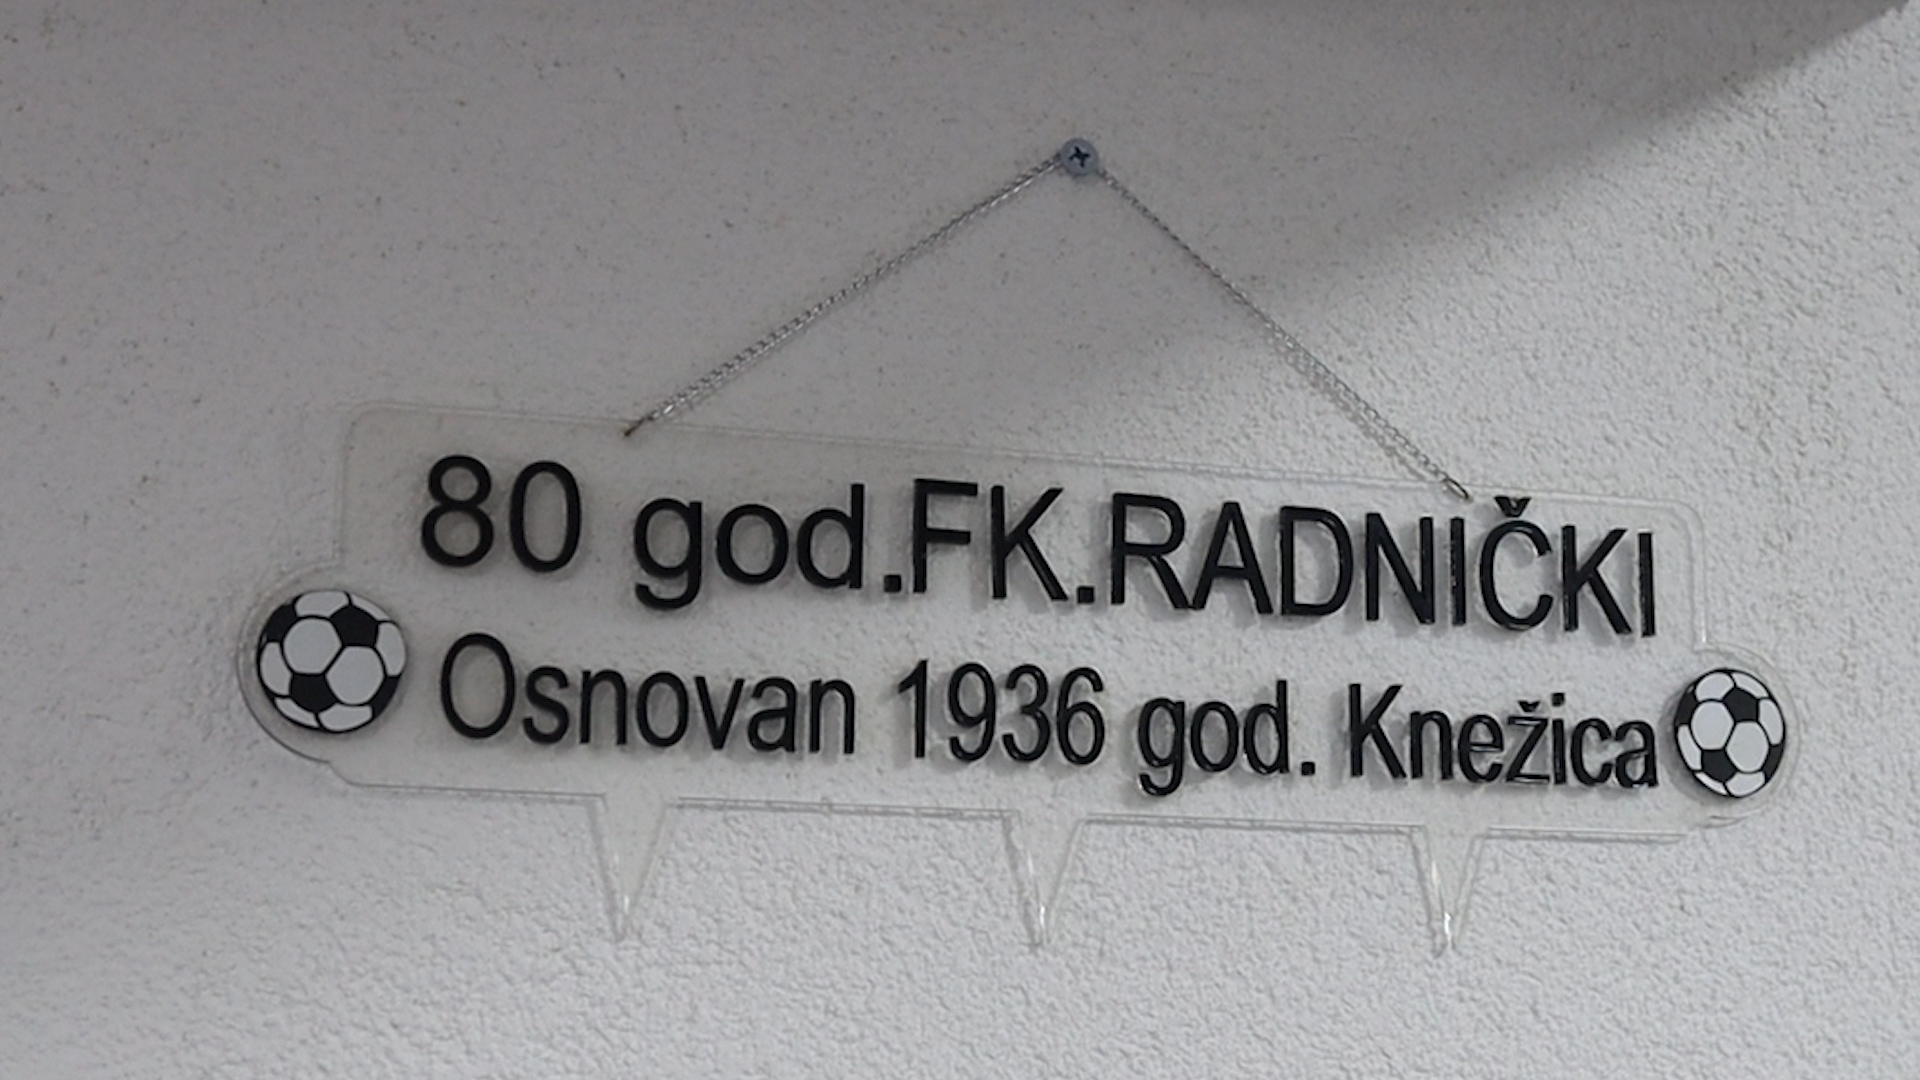 80 god.FK.RADNIČKI
Osnovan 1936 god. Knežica